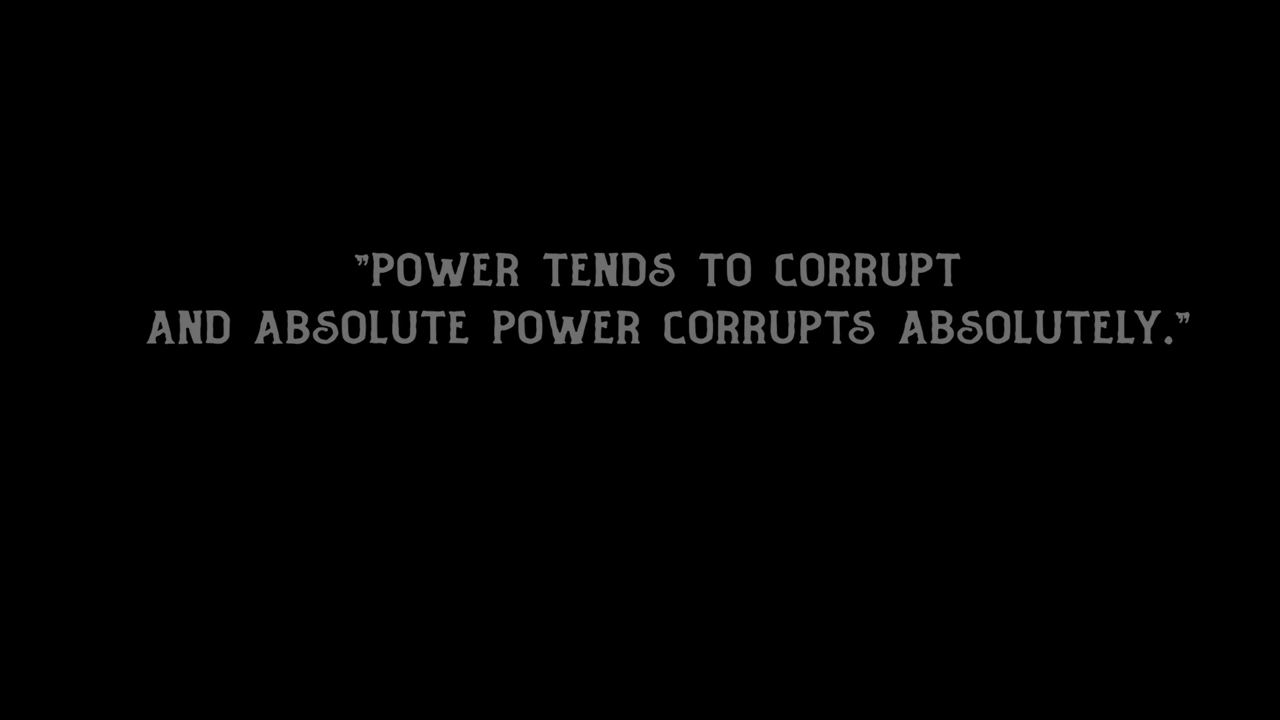 "POWER TENDS TO CORRUPT
AND ABSOLUTE POWER CORRUPTS ABSOLUTELY."